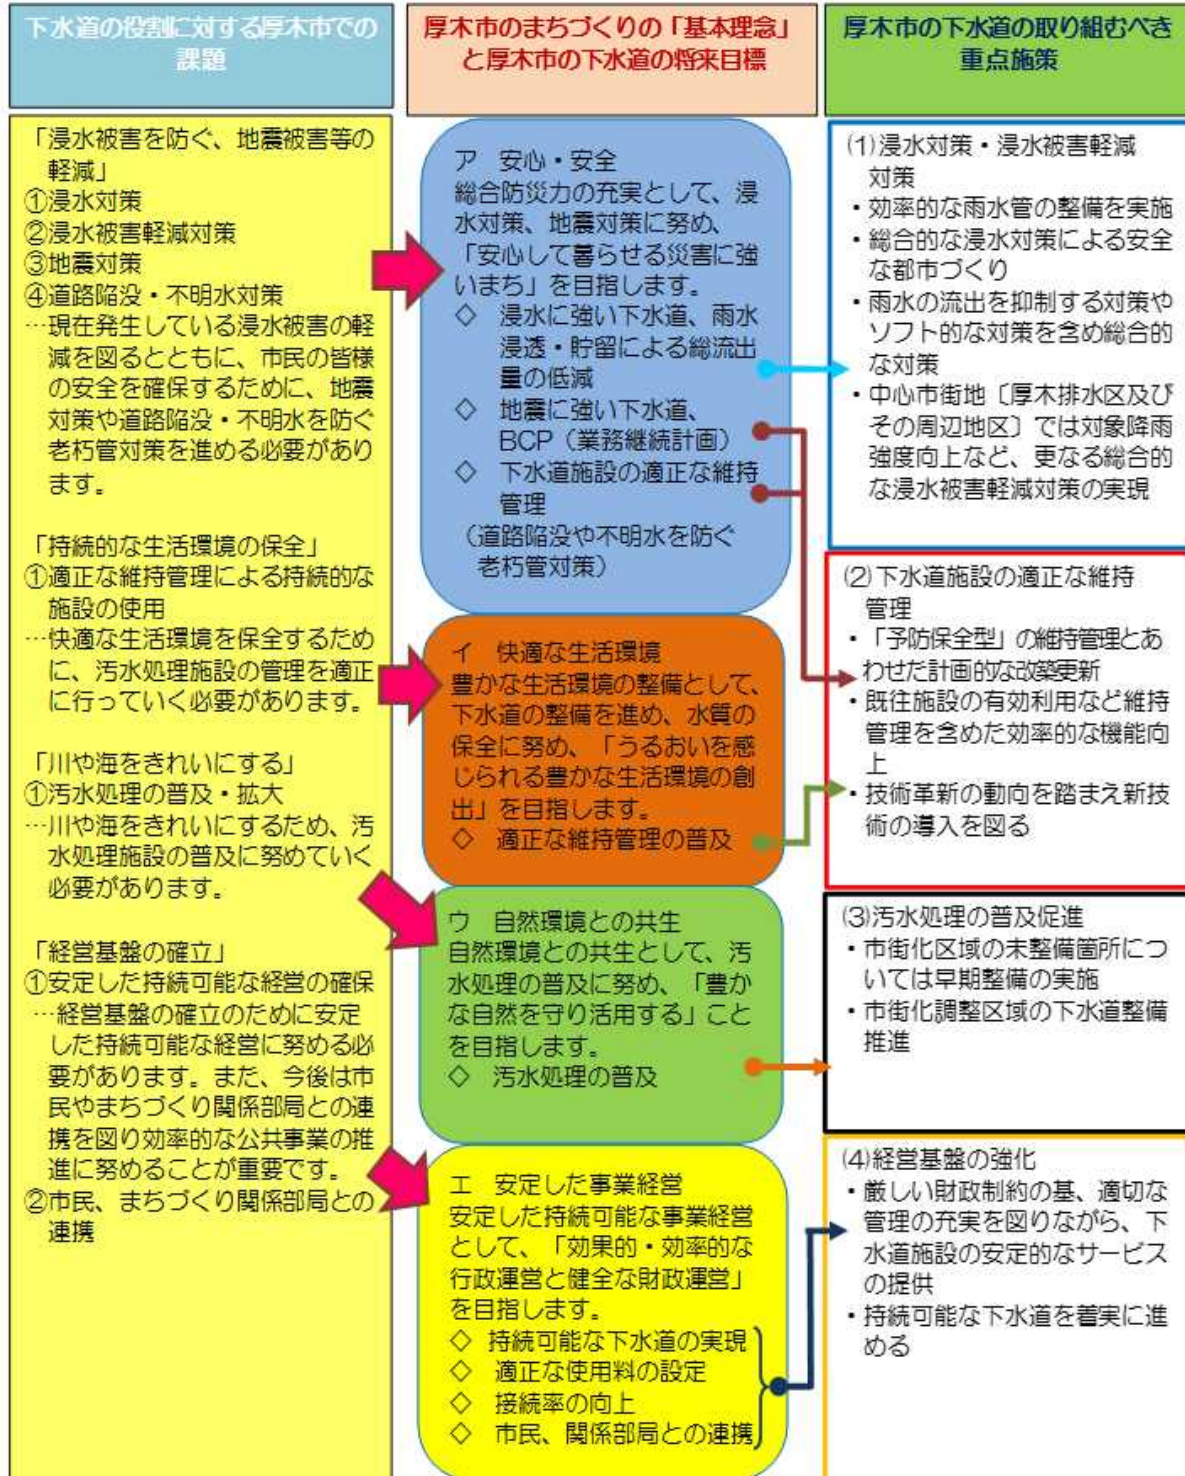 下水道の役割に対する厚木市での
課題
「浸水被害を防ぐ、地震被害等の
軽減」
①浸水対策
②浸水被害軽減対策
③地震対策
④道路陥没・不明水対策
…現在発生している浸水被害の軽
減を図るとともに、市民の皆様
の安全を確保するために、地震
対策や道路陥没・不明水を防ぐ
老朽管対策を進める必要があり
ます。
「持続的な生活環境の保全」
①適正な維持管理による持続的な
施設の使用
…快適な生活環境を保全するため
に、汚水処理施設の管理を適正
に行っていく必要があります。
「川や海をきれいにする」
①汚水処理の普及・拡大
…川や海をきれいにするため、汚
水処理施設の普及に努めていく
必要があります。
「経営基盤の確立」
①安定した持続可能な経営の確保
…経営基盤の確立のために安定
した持続可能な経営に努める必
要があります。また、今後は市
民やまちづくり関係部局との連
携を図り効率的な公共事業の推
進に努めることが重要です。
②市民、まちづくり関係部局との
連携
厚木市のまちづくりの「基本理念」
と厚木市の下水道の将来目標
ア 安心・安全
総合防災力の充実として、浸
水対策、地震対策に努め、
「安心して暮らせる災害に強
いまち」を目指します。
◇ 浸水に強い下水道、雨水
浸透・貯留による総流出
量の低減
◇ 地震に強い下水道、
BCP（業務継続計画）
◇ 下水道施設の適正な維持
管理
（道路陥没や不明水を防ぐ
老朽管対策）
イ 快適な生活環境
豊かな生活環境の整備として、
下水道の整備を進め、水質の
保全に努め、「うるおいを感
じられる豊かな生活環境の創
出」を目指します。
◇ 適正な維持管理の普及
ウ 自然環境との共生
自然環境との共生として、汚
水処理の普及に努め、「豊か
な自然を守り活用する」こと
を目指します。
◇ 汚水処理の普及
エ 安定した事業経営
安定した持続可能な事業経営
として、「効果的・効率的な
行政運営と健全な財政運営」
を目指します。
◇ 持続可能な下水道の実現
◇ 適正な使用料の設定
◇ 接続率の向上
◇ 市民、関係部局との連携
厚木市の下水道の取り組むべき
重点施策
(1)浸水対策・浸水被害軽減
対策
・効率的な雨水管の整備を実施
・総合的な浸水対策による安全
な都市づくり
・雨水の流出を抑制する対策や
ソフト的な対策を含め総合的
な対策
・中心市街地〔厚木排水区及び
その周辺地区〕では対象降雨
強度向上など、更なる総合的
な浸水被害軽減対策の実現
(2)下水道施設の適正な維持
管理
・「予防保全型」の維持管理とあ
わせた計画的な改築更新
・既往施設の有効利用など維持
管理を含めた効率的な機能向
上
・技術革新の動向を踏まえ新技
術の導入を図る
(3)汚水処理の普及促進
・市街化区域の未整備箇所につ
いては早期整備の実施
・市街化調整区域の下水道整備
推進
(4)経営基盤の強化
・厳しい財政制約の基、適切な
管理の充実を図りながら、下
水道施設の安定的なサービス
の提供
・持続可能な下水道を着実に進
める